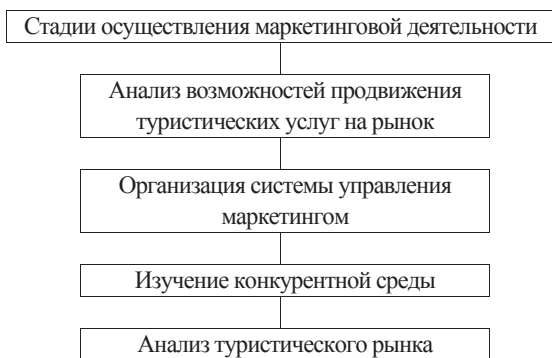 Стадии осуществления маркетинговой деятельности
Анализ возможностей продвижения
туристических услуг на рынок
Организация системы управления
маркетингом
Изучение конкурентной среды
Анализ туристического рынка